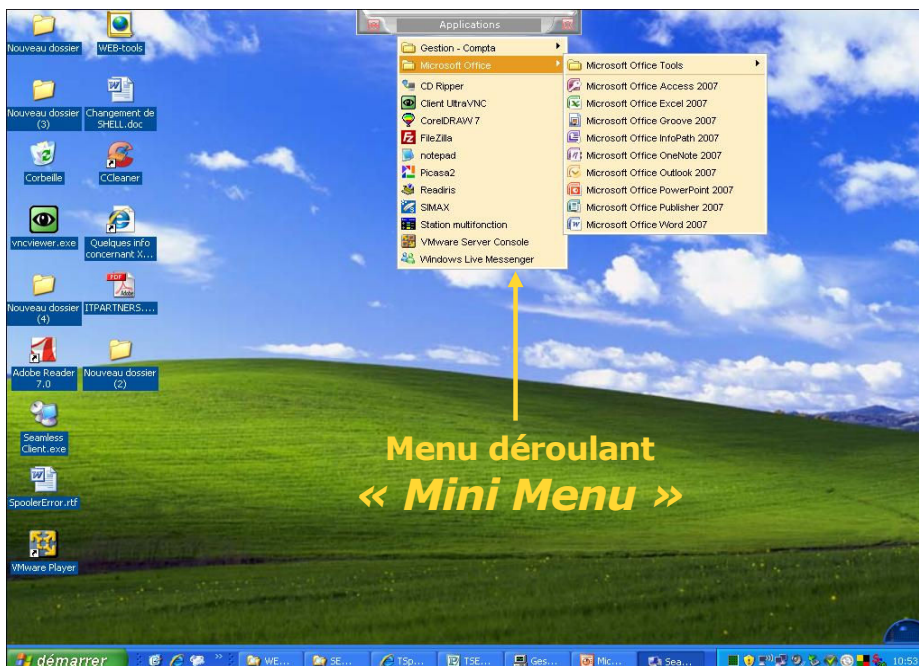 Applications
Nouveau dossier
WEB-tools
Nouveau dossier
(3)
Changement de
SHELL.doc
Corbeille
CCleaner
vncviewer.exe
Quelques info
concernant X...
Nouveau dossier
(4)
ITPARTNERS....
Adobe Reader
7.0
Nouveau dossier
(2)
Seamless
Client.exe
SpoolerError.rtf
VMware Player
Gestion - Compta
Microsoft Office
CD Ripper
Client UltraVNC
CorelDRAW 7
FileZilla
notepad
Picasa2
Readiris
SIMAX
Station multifonction
VMware Server Console
Windows Live Messenger
Microsoft Office Tools
Microsoft Office Access 2007
Microsoft Office Excel 2007
Microsoft Office Groove 2007
Microsoft Office InfoPath 2007
Microsoft Office OneNote 2007
Microsoft Office Outlook 2007
Microsoft Office PowerPoint 2007
Microsoft Office Publisher 2007
Microsoft Office Word 2007
Menu déroulant
« Mini Menu »
démarrer
WE...
SE...
TSp...
TSE...
Ges...
Mic...
Sea...